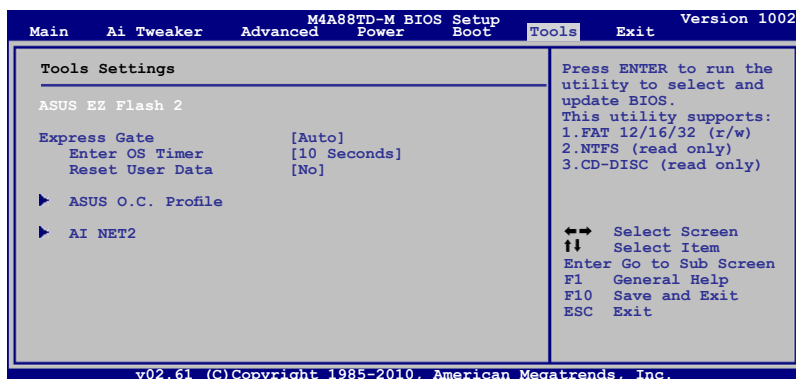 M4A88TD-M BIOS Setup Version 1002
Main Ai Tweaker Advanced Power Boot Tools Exit
Tools Settings
ASUS EZ Flash 2
Express Gate [Auto]
Enter OS Timer [10 Seconds]
Reset User Data [No]
ASUS O.C. Profile
AI NET2
Press ENTER to run the
utility to select and
update BIOS.
This utility supports:
1.FAT 12/16/32 (r/w)
2.NTFS (read only)
3.CD-DISC (read only)
←→ Select Screen
↑↓ Select Item
Enter Go to Sub Screen
F1 General Help
F10 Save and Exit
ESC Exit
v02.61 (C)Copyright 1985-2010, American Megatrends, Inc.